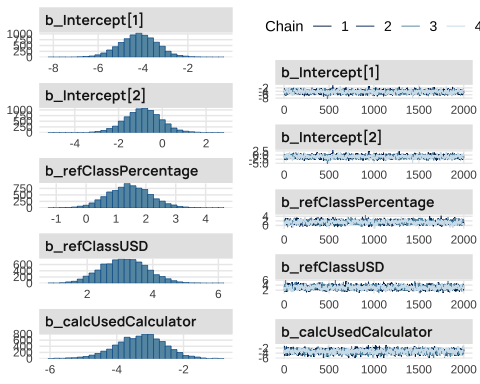 b_Intercept[1]
1000
750
500
250
0
-8 -6 -4 -2
b_Intercept[2]
1000
750
500
250
0
-4 -2 0 2
b_refClassPercentage
750
500
250
0
-1 0 1 2 3 4
b_refClassUSD
600
400
200
0
2 4 6
b_calcUsedCalculator
800
600
400
200
0
-6 -4 -2
Chain 1 2 3 4
b_Intercept[1]
0 500 1000 1500 2000
b_Intercept[2]
0 500 1000 1500 2000
b_refClassPercentage
4
0
0 500 1000 1500 2000
b_refClassUSD
6
4
2
0 500 1000 1500 2000
b_calcUsedCalculator
-2
-4
-6
0 500 1000 1500 2000